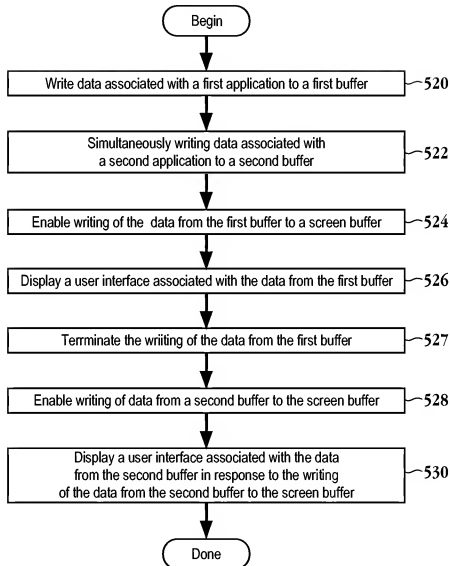 Begin
Write data associated with a first application to a first buffer 520
Simultaneously writing data associated with
a second application to a second buffer 522
Enable writing of the data from the first buffer to a screen buffer 524
Display a user interface associated with the data from the first buffer 526
Terrminate the wriiting of the data from the first buffer 527
Enable writing of data from a second buffer to the screen buffer 528
Display a user interface associated with the data
from the second buffer in response to the writing 530
of the data from the second buffer to the screen buffer
Done